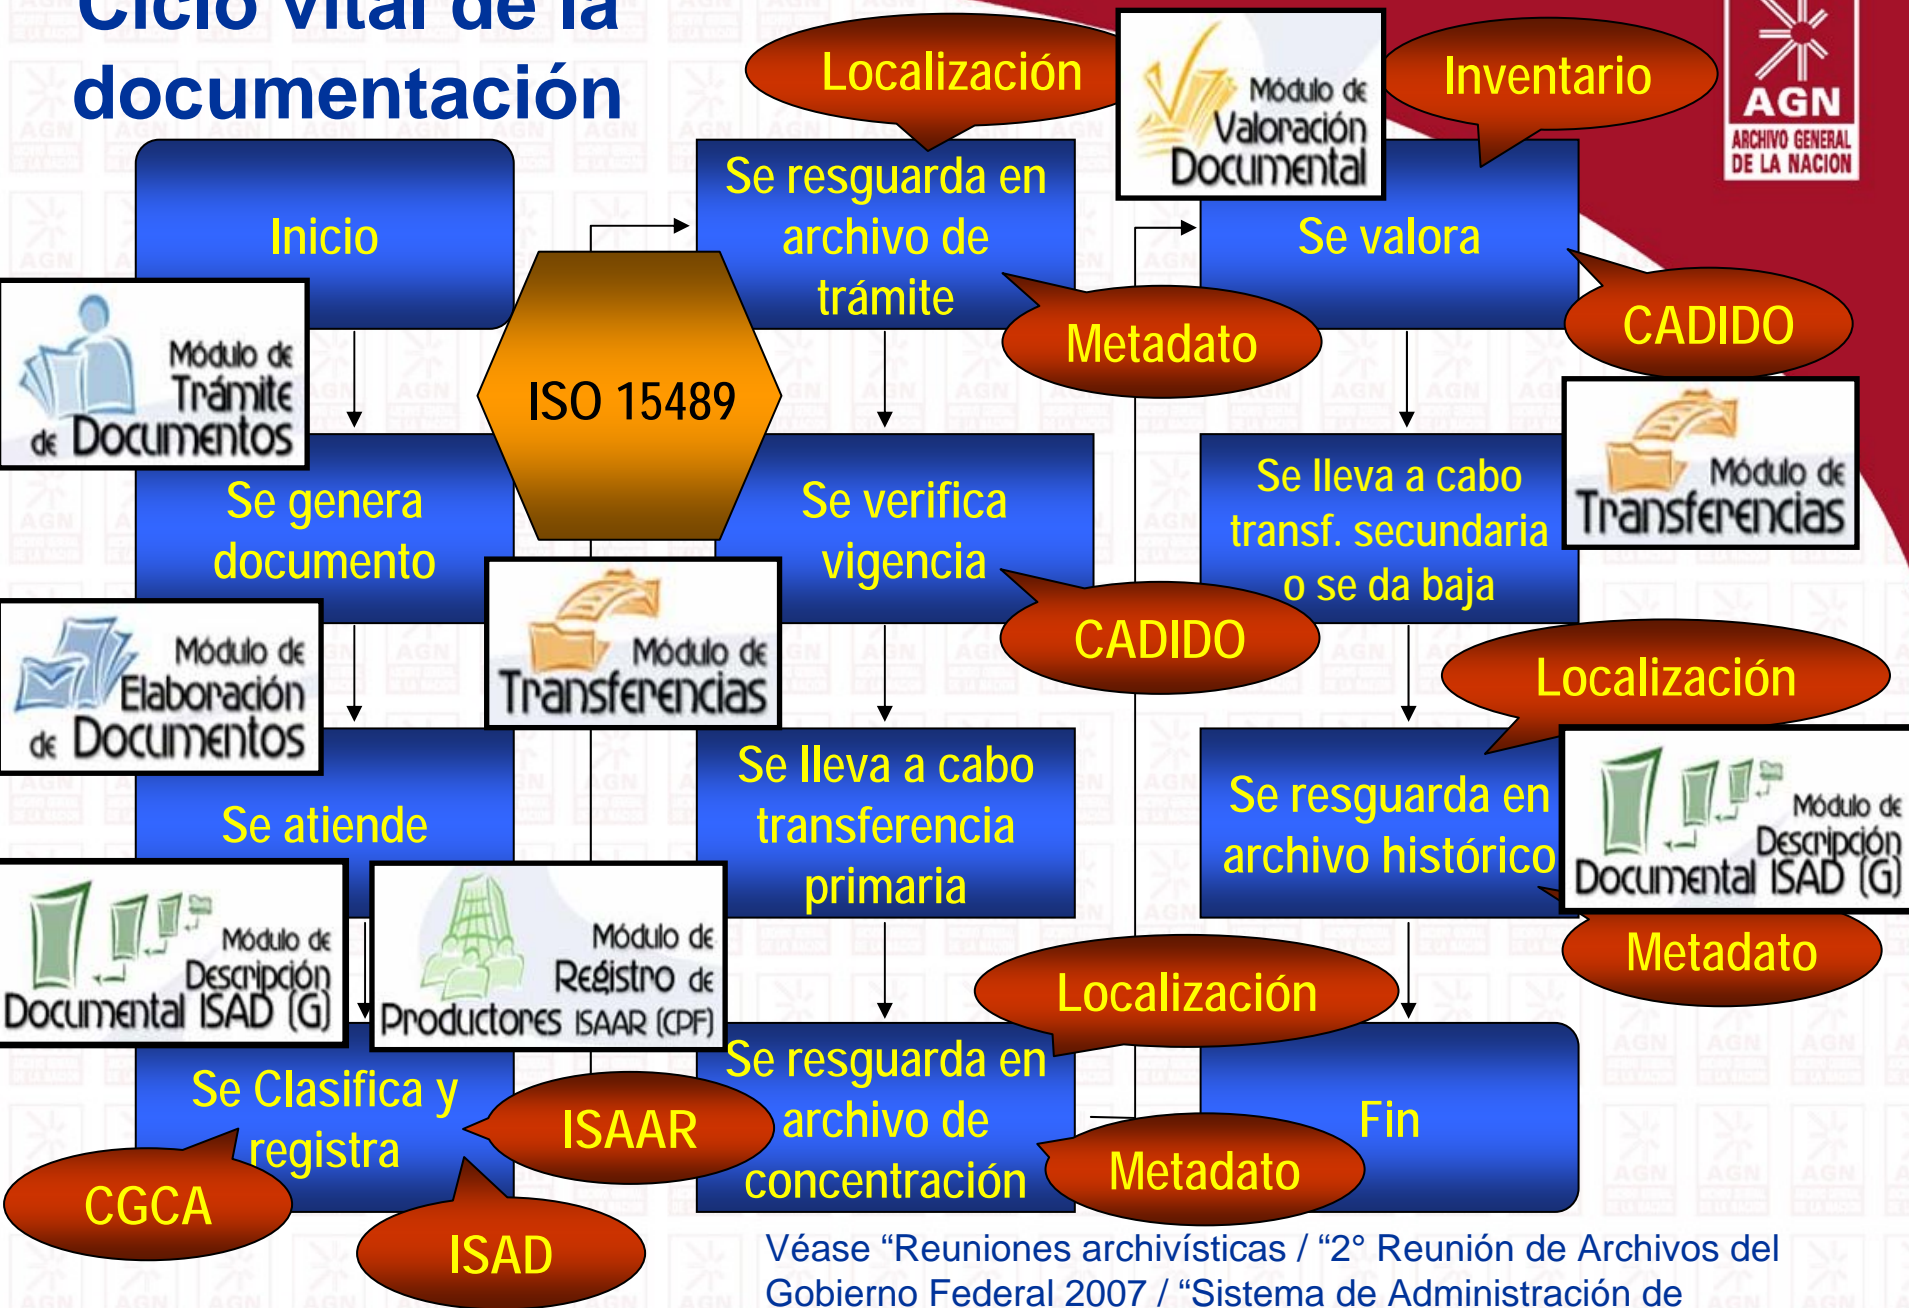 Ciclo vital de la
documentación
Localización
Módulo de
Valoración
Documental
Inventario
AGN
ARCHIVO GENERAL
DE LA NACION
Inicio
Se resguarda en
archivo de
trámite
Se valora
Metadato
CADIDO
Módulo de
Trámite
de Documentos
ISO 15489
Módulo de
Transferencias
Se genera
documento
Se verifica
vigencia
Se lleva a cabo
transf. secundaria
o se da baja
CADIDO
Módulo de
Elaboración
de Documentos
Módulo de
Transferencias
Localización
Se atiende
Se lleva a cabo
transferencia
primaria
Se resguarda en
archivo histórico
Módulo de
Descripción
Documental ISAD (G)
Metadato
Módulo de
Descripción
Documental ISAD (G)
Módulo de
Registro de
Productores ISAAR (CPF)
Localización
Se Clasifica y
registra
ISAAR
CGCA
ISAD
Se resguarda en
archivo de
concentración
Metadato
Fin
Véase “Reuniones archivísticas / “2° Reunión de Archivos del
Gobierno Federal 2007 / “Sistema de Administración de